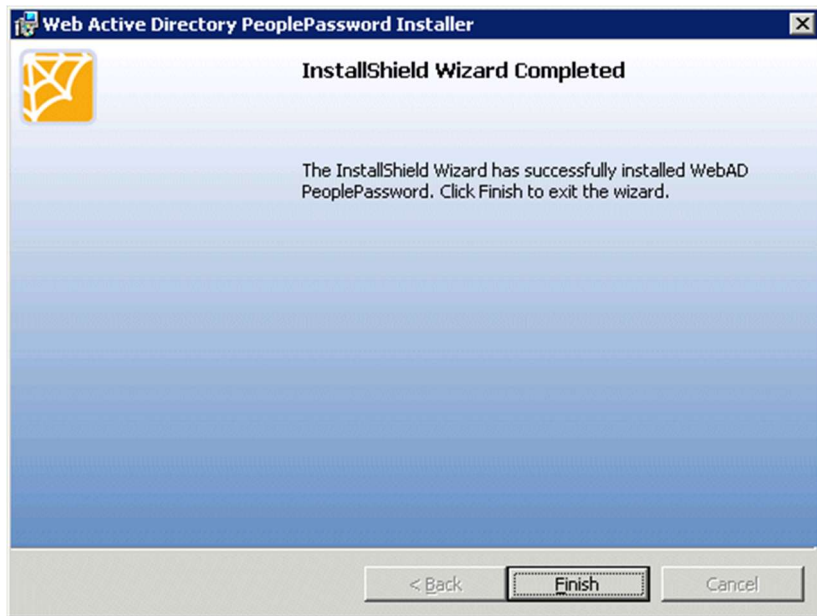 Web Active Directory PeoplePassword Installer
InstallShield Wizard Completed
The InstallShield Wizard has successfully installed WebAD
PeoplePassword. Click Finish to exit the wizard.
< Back Finish Cancel